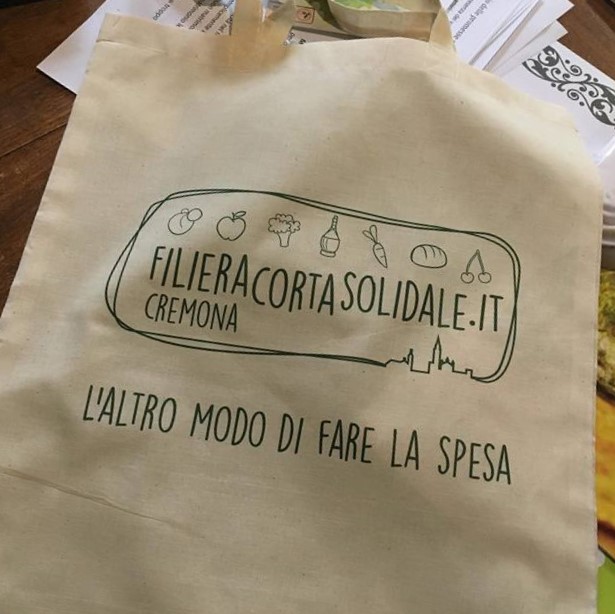 FILIERACORTASOLIDALE.IT
CREMONA
L'ALTRO MODO DI FARE LA SPESA